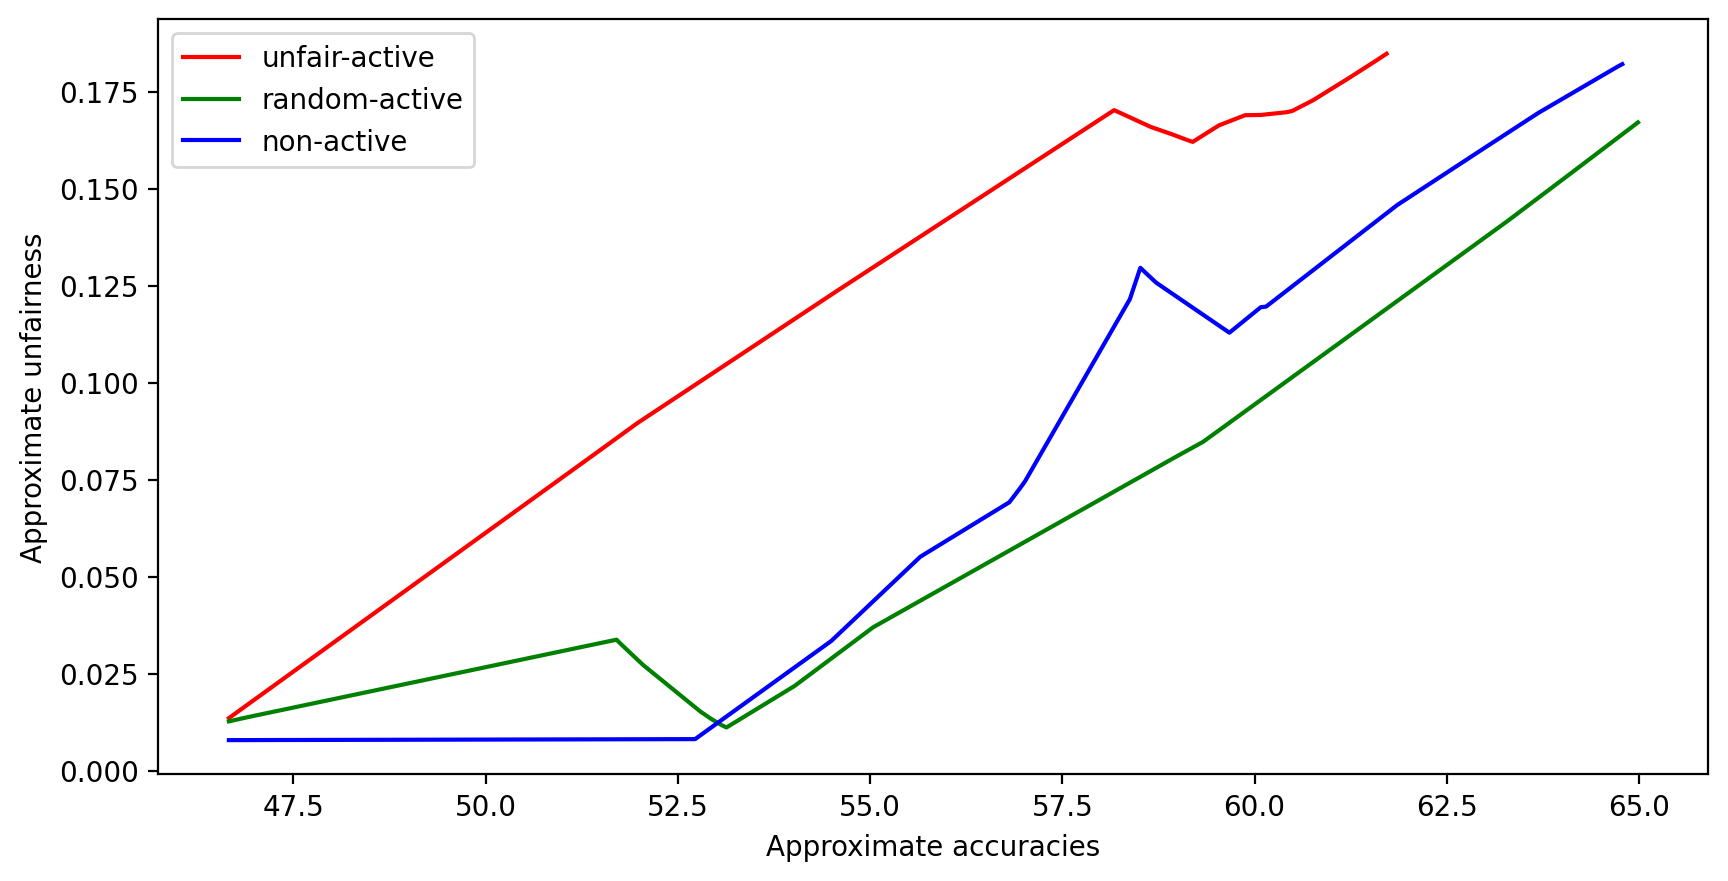 unfair-active
random-active
non-active
Approximate unfairness
0.175
0.150
0.125
0.100
0.075
0.050
0.025
0.000
47.5 50.0 52.5 55.0 57.5 60.0 62.5 65.0
Approximate accuracies